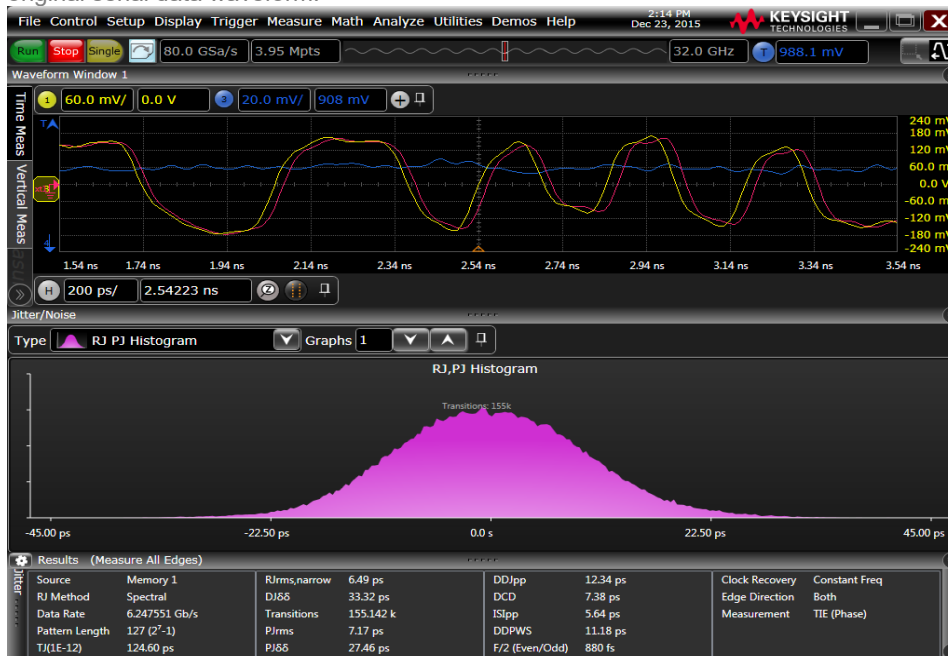 original serial data waveform.
File Control Setup Display Trigger Measure Math Analyze Utilities Demos Help 2:14 PM Dec 23, 2015 KEYSIGHT TECHNOLOGIES
Run Stop Single 80.0 GSa/s 3.95 Mpts 32.0 GHz T 988.1 mV
Waveform Window 1
Time Meas
Vertical Meas
1 60.0 mV/ 0.0 V 3 20.0 mV/ 908 mV
240 mV
180 mV
120 mV
60.0 m
0.0 V
-60.0 m
-120 mV
-180 mV
-240 mV
1.54 ns 1.74 ns 1.94 ns 2.14 ns 2.34 ns 2.54 ns 2.74 ns 2.94 ns 3.14 ns 3.34 ns 3.54 ns
H 200 ps/ 2.54223 ns
Jitter/Noise
Type RJ PJ Histogram Graphs 1
RJ,PJ Histogram
Transitions: 155k
-45.00 ps -22.50 ps 0.0 s 22.50 ps 45.00 ps
Results (Measure All Edges)
Jitter
Source Memory 1 RJrms,narrow 6.49 ps DDJpp 12.34 ps Clock Recovery Constant Freq
RJ Method Spectral DJδδ 33.32 ps DCD 7.38 ps Edge Direction Both
Data Rate 6.247551 Gb/s Transitions 155.142 k ISIpp 5.64 ps Measurement TIE (Phase)
Pattern Length 127 (2⁷-1) PJrms 7.17 ps DDPWS 11.18 ps
TJ(1E-12) 124.60 ps PJδδ 27.46 ps F/2 (Even/Odd) 880 fs